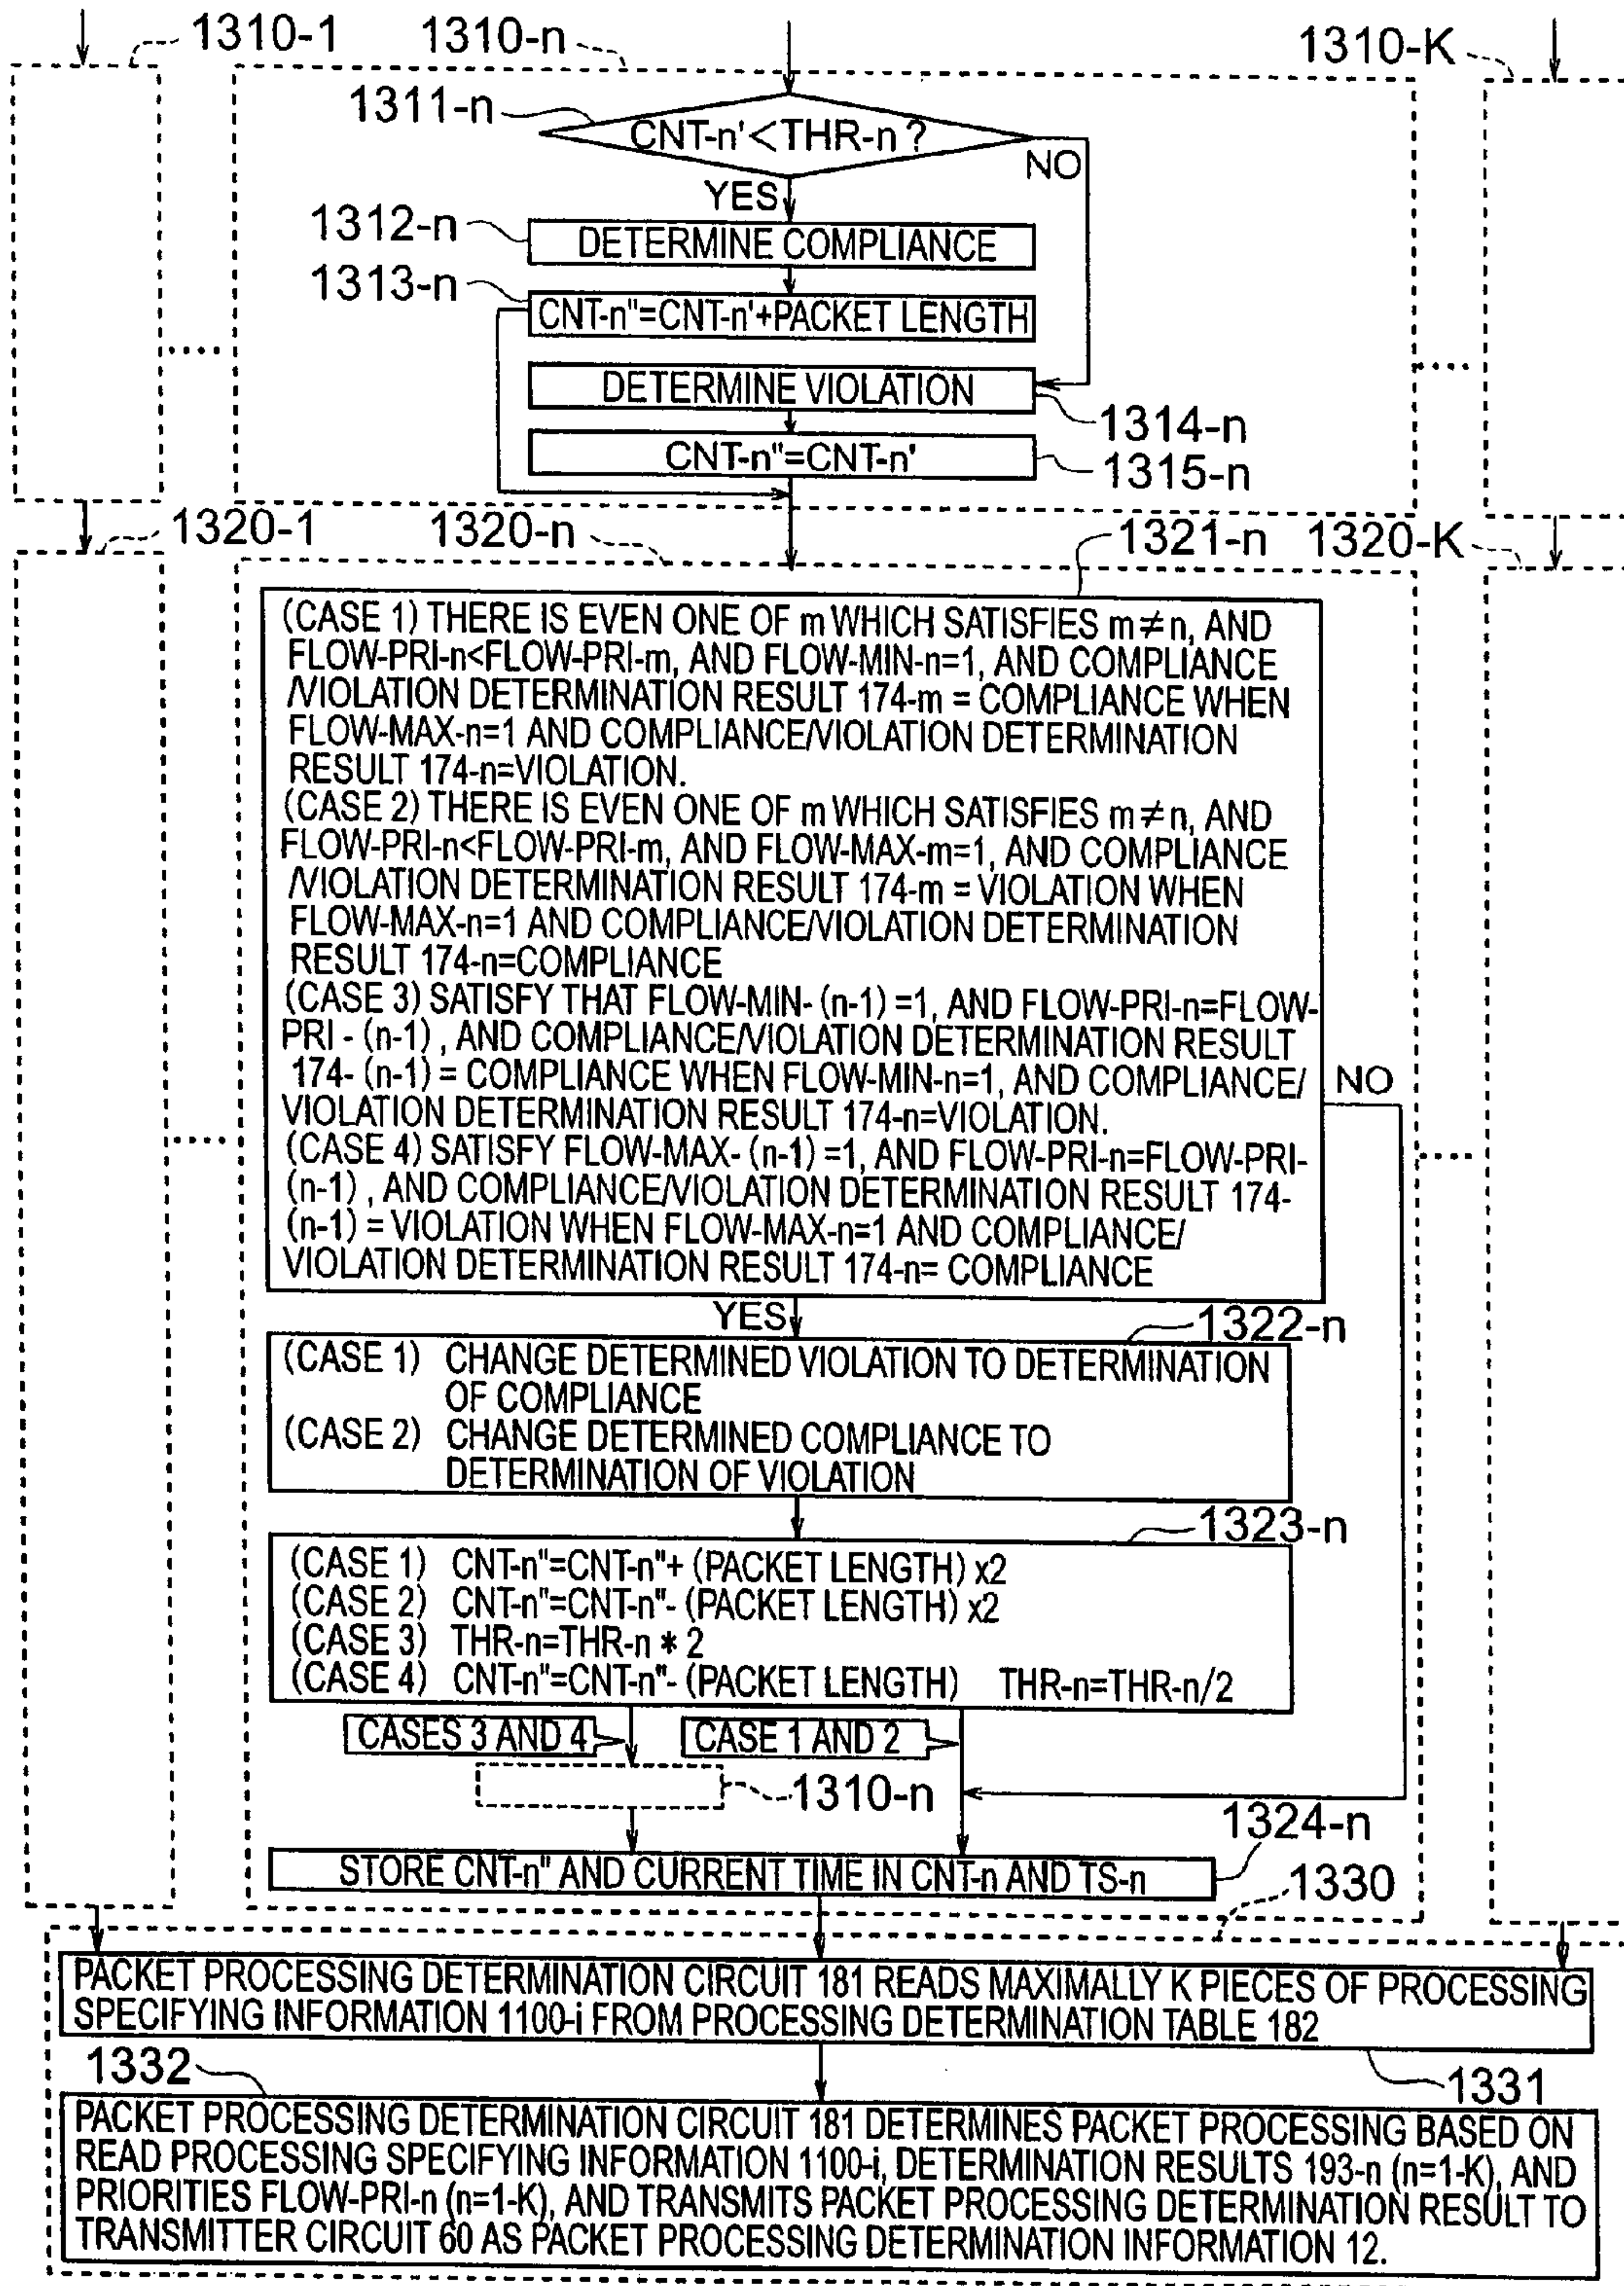 1310-1
1310-n
1310-K
1311-n
CNT-n'<THR-n ?
NO
YES
1312-n
DETERMINE COMPLIANCE
1313-n
CNT-n"=CNT-n'+PACKET LENGTH
DETERMINE VIOLATION
1314-n
CNT-n"=CNT-n'
1315-n
1320-1
1320-n
1321-n
1320-K
(CASE 1) THERE IS EVEN ONE OF m WHICH SATISFIES m≠n, AND
FLOW-PRI-n<FLOW-PRI-m, AND FLOW-MIN-n=1, AND COMPLIANCE
/VIOLATION DETERMINATION RESULT 174-m = COMPLIANCE WHEN
FLOW-MAX-n=1 AND COMPLIANCE/VIOLATION DETERMINATION
RESULT 174-n=VIOLATION.
(CASE 2) THERE IS EVEN ONE OF m WHICH SATISFIES m≠n, AND
FLOW-PRI-n<FLOW-PRI-m, AND FLOW-MAX-m=1, AND COMPLIANCE
/VIOLATION DETERMINATION RESULT 174-m = VIOLATION WHEN
FLOW-MAX-n=1 AND COMPLIANCE/VIOLATION DETERMINATION
RESULT 174-n=COMPLIANCE
(CASE 3) SATISFY THAT FLOW-MIN- (n-1) =1, AND FLOW-PRI-n=FLOW-
PRI - (n-1) , AND COMPLIANCE/VIOLATION DETERMINATION RESULT
174- (n-1) = COMPLIANCE WHEN FLOW-MIN-n=1, AND COMPLIANCE/
VIOLATION DETERMINATION RESULT 174-n=VIOLATION.
(CASE 4) SATISFY FLOW-MAX- (n-1) =1, AND FLOW-PRI-n=FLOW-PRI-
(n-1) , AND COMPLIANCE/VIOLATION DETERMINATION RESULT 174-
(n-1) = VIOLATION WHEN FLOW-MAX-n=1 AND COMPLIANCE/
VIOLATION DETERMINATION RESULT 174-n= COMPLIANCE
NO
YES
1322-n
(CASE 1) CHANGE DETERMINED VIOLATION TO DETERMINATION
OF COMPLIANCE
(CASE 2) CHANGE DETERMINED COMPLIANCE TO
DETERMINATION OF VIOLATION
1323-n
(CASE 1) CNT-n"=CNT-n"+ (PACKET LENGTH) x2
(CASE 2) CNT-n"=CNT-n"- (PACKET LENGTH) x2
(CASE 3) THR-n=THR-n * 2
(CASE 4) CNT-n"=CNT-n"- (PACKET LENGTH) THR-n=THR-n/2
CASES 3 AND 4
CASE 1 AND 2
1310-n
1324-n
STORE CNT-n" AND CURRENT TIME IN CNT-n AND TS-n
1330
PACKET PROCESSING DETERMINATION CIRCUIT 181 READS MAXIMALLY K PIECES OF PROCESSING
SPECIFYING INFORMATION 1100-i FROM PROCESSING DETERMINATION TABLE 182
1331
1332
PACKET PROCESSING DETERMINATION CIRCUIT 181 DETERMINES PACKET PROCESSING BASED ON
READ PROCESSING SPECIFYING INFORMATION 1100-i, DETERMINATION RESULTS 193-n (n=1-K), AND
PRIORITIES FLOW-PRI-n (n=1-K), AND TRANSMITS PACKET PROCESSING DETERMINATION RESULT TO
TRANSMITTER CIRCUIT 60 AS PACKET PROCESSING DETERMINATION INFORMATION 12.